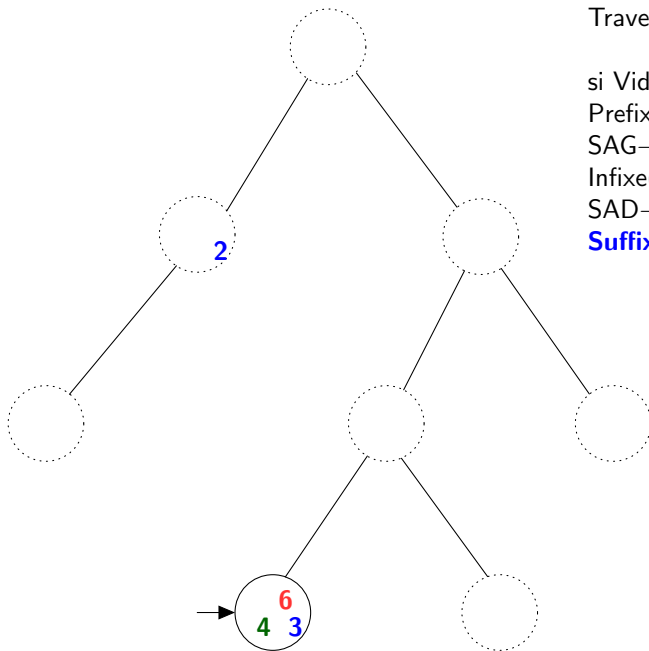 Trave
si Vid
Prefix
SAG–
Infixe
SAD–
Suffix
2
6
4 3